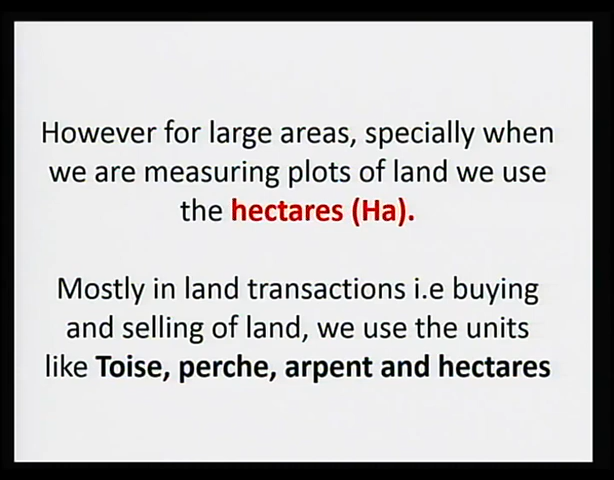 However for large areas, specially when
we are measuring plots of land we use
the hectares (Ha).
Mostly in land transactions i.e buying
and selling of land, we use the units
like Toise, perche, arpent and hectares